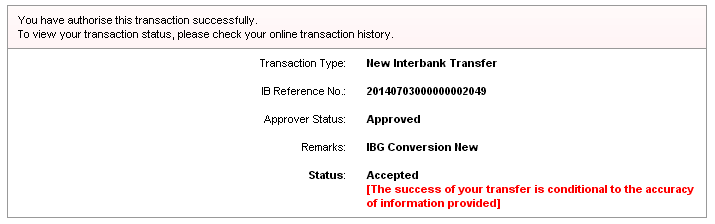 You have authorise this transaction successfully.
To view your transaction status, please check your online transaction history.
Transaction Type: New Interbank Transfer
IB Reference No.: 20140703000000002049
Approver Status: Approved
Remarks: IBG Conversion New
Status: Accepted
[The success of your transfer is conditional to the accuracy
of information provided]